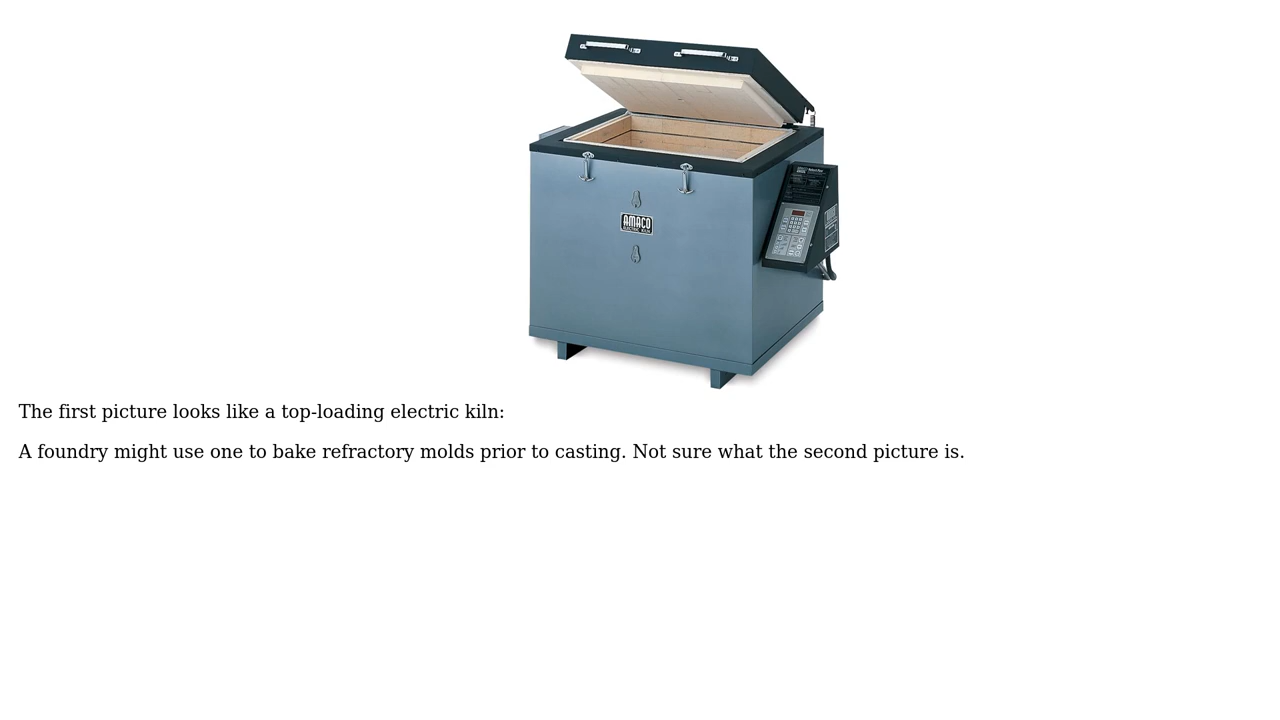 AMACO
The first picture looks like a top-loading electric kiln:
A foundry might use one to bake refractory molds prior to casting. Not sure what the second picture is.